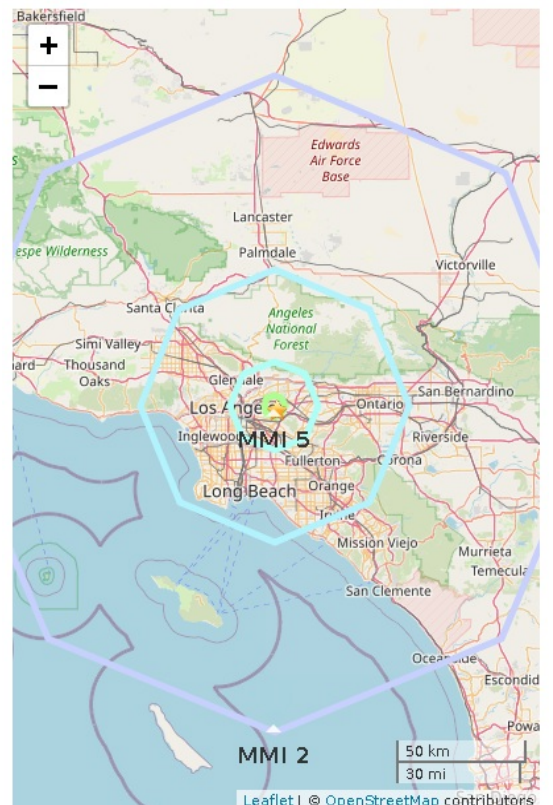 Bakersfield
+
−
Edwards
Air Force
Base
Lancaster
espe Wilderness
Palmdale
Victorville
Santa Clarita
Angeles
National
Forest
Simi Valley
Thousand
Oaks
Glendale
San Bernardino
Los Ange
Ontario
Inglewood
MMI 5
Riverside
Fullerton
Corona
Long Beach
Orange
Irvine
Mission Viejo
Murrieta
Temecula
San Clemente
Oceanside
Escondid
Powa
MMI 2
50 km
30 mi
Leaflet | © OpenStreetMap contributors